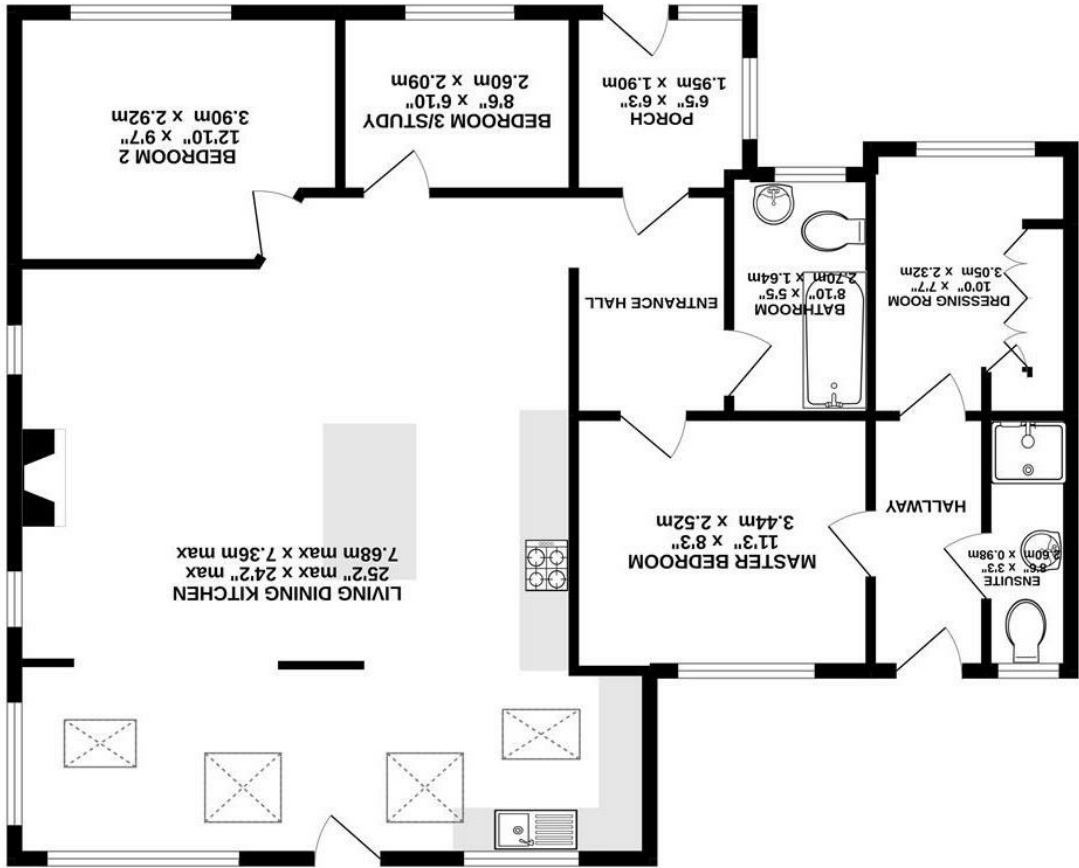 LIVING DINING KITCHEN
25'2" max x 24'2" max
7.68m max x 7.36m max
MASTER BEDROOM
11'3" x 8'3"
3.44m x 2.52m
HALLWAY
ENSUITE
8'6" x 3'3"
2.60m x 0.98m
ENTRANCE HALL
BATHROOM
8'10" x 5'5"
2.70m x 1.64m
DRESSING ROOM
10'0" x 7'7"
3.05m x 2.32m
BEDROOM 2
12'10" x 9'7"
3.90m x 2.92m
BEDROOM 3/STUDY
8'6" x 6'10"
2.60m x 2.09m
PORCH
6'5" x 6'3"
1.95m x 1.90m